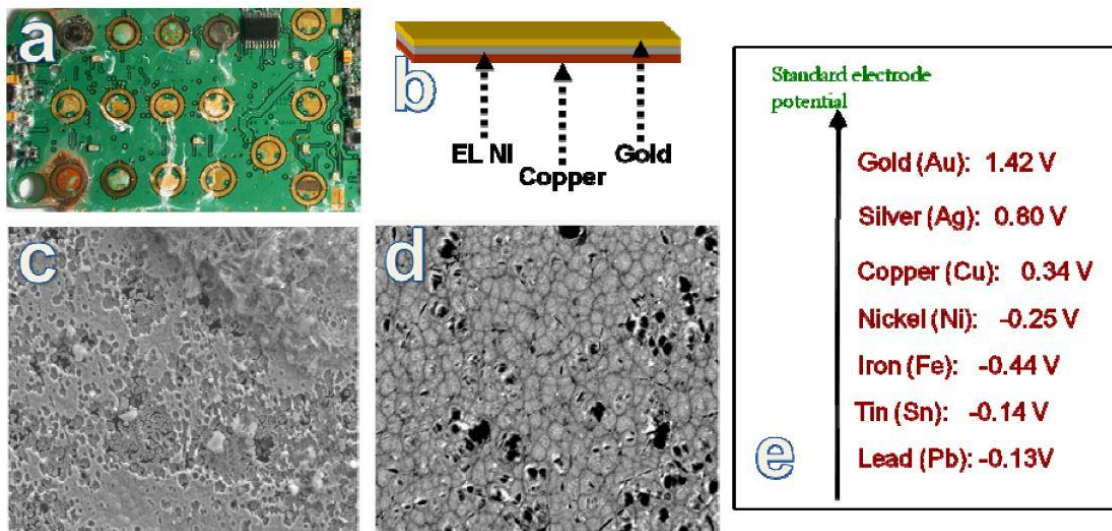 a
b
EL NI
Copper
Gold
c
d
Standard electrode
potential
Gold (Au): 1.42 V
Silver (Ag): 0.80 V
Copper (Cu): 0.34 V
Nickel (Ni): -0.25 V
Iron (Fe): -0.44 V
Tin (Sn): -0.14 V
Lead (Pb): -0.13V
e